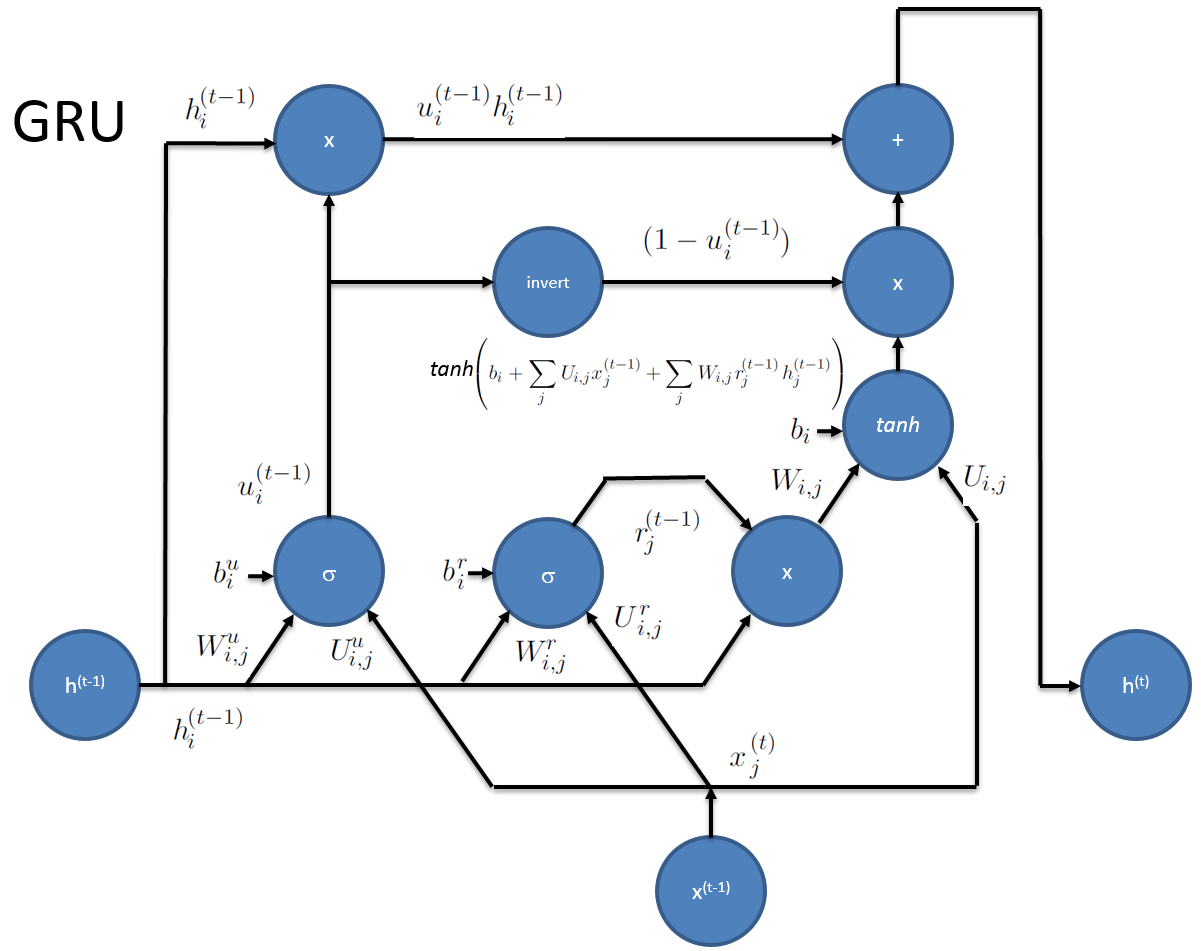 GRU
h_i^{(t-1)}
x
u_i^{(t-1)} h_i^{(t-1)}
+
invert
(1 - u_i^{(t-1)})
x
tanh(b_i + \sum_j U_{i,j} x_j^{(t-1)} + \sum_j W_{i,j} r_j^{(t-1)} h_j^{(t-1)})
b_i
tanh
u_i^{(t-1)}
W_{i,j}
U_{i,j}
r_j^{(t-1)}
b_i^u
σ
b_i^r
σ
x
W_{i,j}^u
U_{i,j}^u
W_{i,j}^r
U_{i,j}^r
h^{(t-1)}
h^{(t)}
h_i^{(t-1)}
x_j^{(t)}
x^{(t-1)}